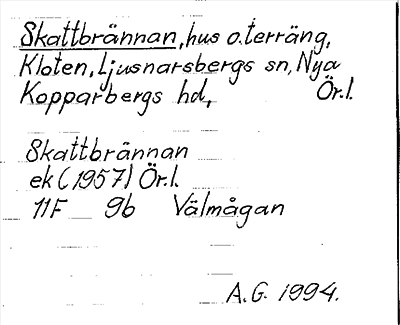 Skattbrännan, hus o. terräng,
Kloten, Ljusnarsbergs sn, Nya
Kopparbergs hd, Ör.l.
Skattbrännan
ek (1957) Ör.l.
11F 9b Välmågan
A.G. 1994.